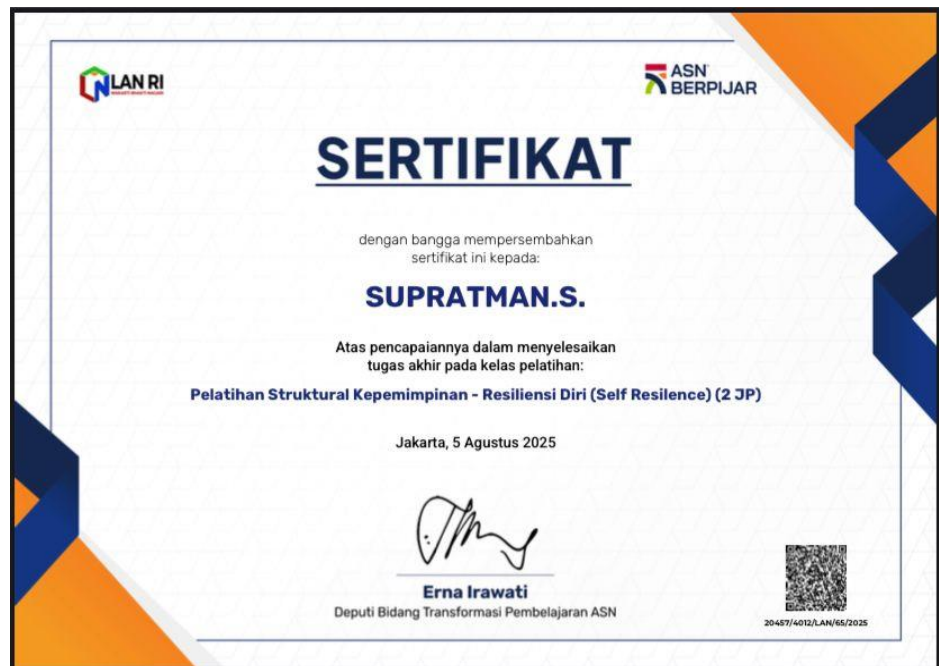 LAN RI
ASN
BERPIJAR
SERTIFIKAT
dengan bangga mempersembahkan
sertifikat ini kepada:
SUPRATMAN.S.
Atas pencapaiannya dalam menyelesaikan
tugas akhir pada kelas pelatihan:
Pelatihan Struktural Kepemimpinan - Resiliensi Diri (Self Resilence) (2 JP)
Jakarta, 5 Agustus 2025
Erna Irawati
Deputi Bidang Transformasi Pembelajaran ASN
20457/4012/LAN/65/2025